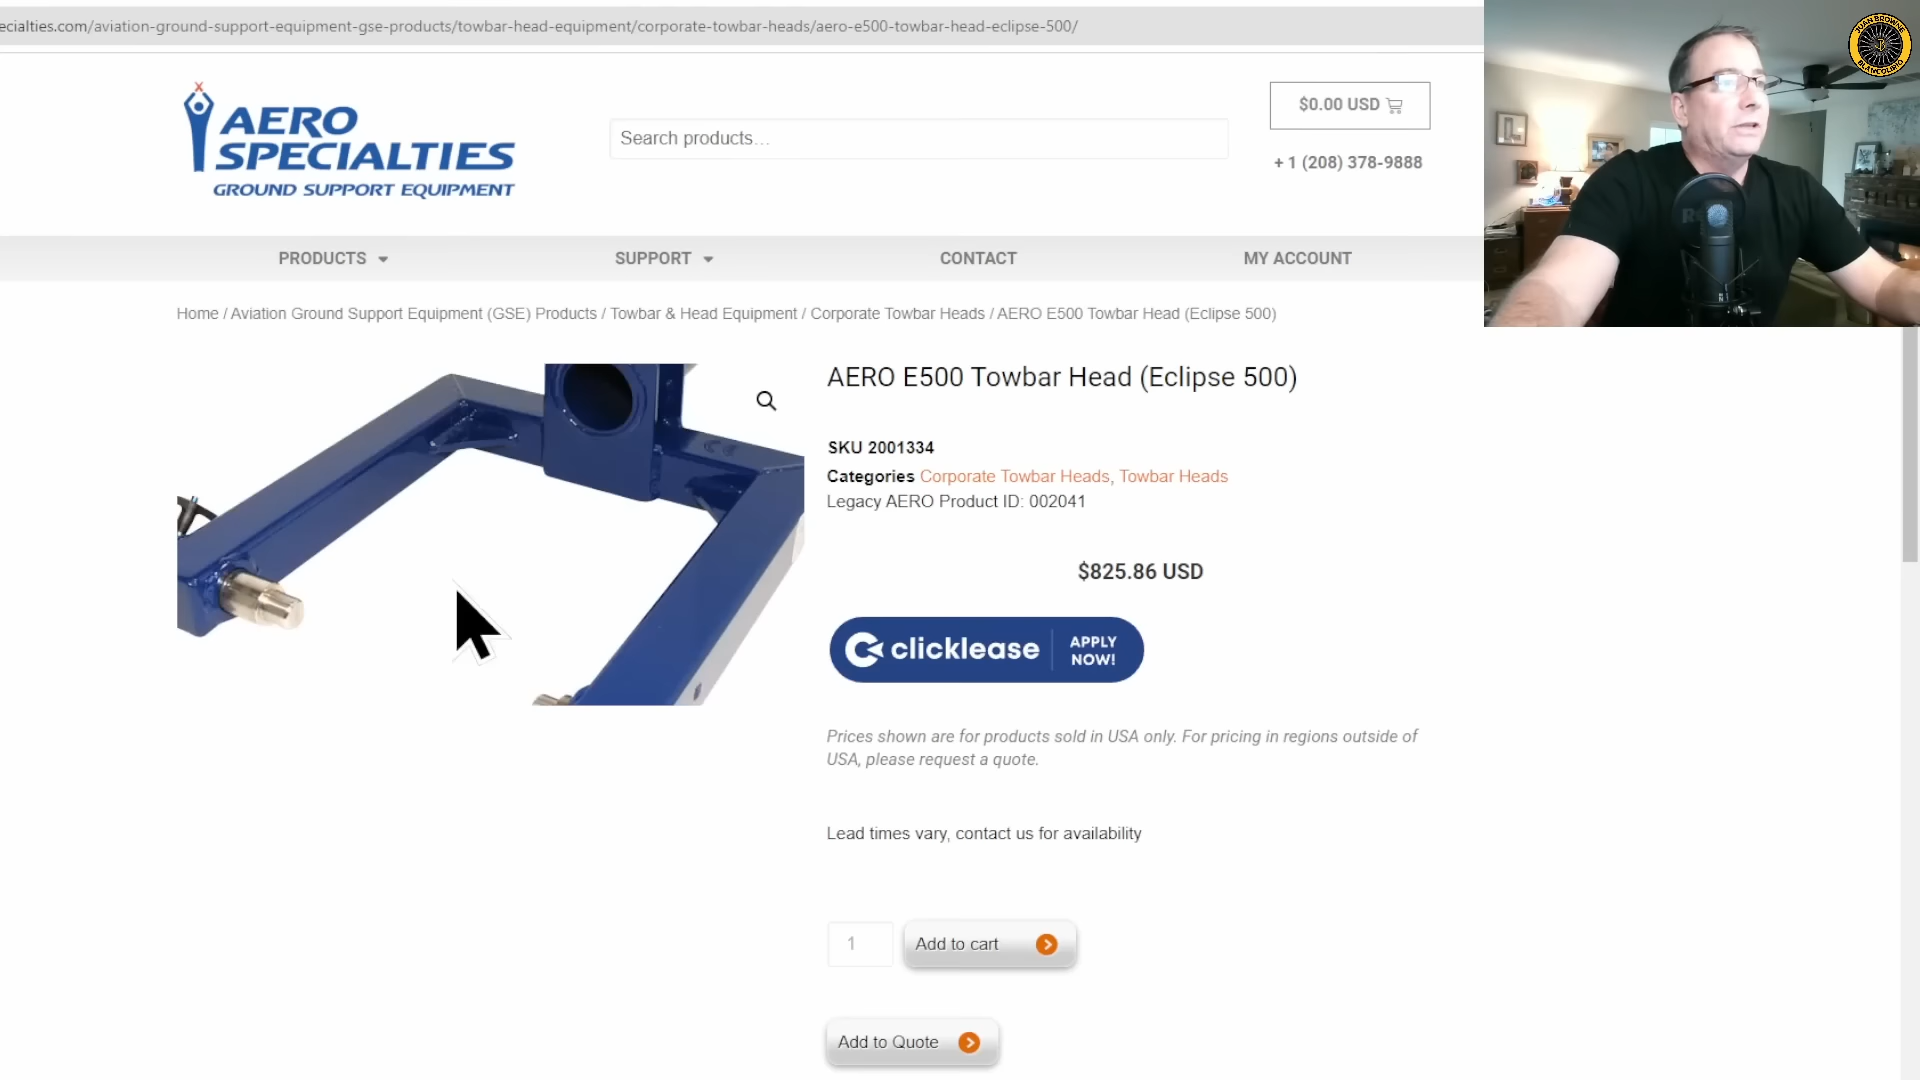 ecialties.com/aviation-ground-support-equipment-gse-products/towbar-head-equipment/corporate-towbar-heads/aero-e500-towbar-head-eclipse-500/
JUAN BROWNE
BLANCOLIRIO
AERO
SPECIALTIES
GROUND SUPPORT EQUIPMENT
Search products...
$0.00 USD
+ 1 (208) 378-9888
PRODUCTS
SUPPORT
CONTACT
MY ACCOUNT
Home / Aviation Ground Support Equipment (GSE) Products / Towbar & Head Equipment / Corporate Towbar Heads / AERO E500 Towbar Head (Eclipse 500)
AERO E500 Towbar Head (Eclipse 500)
SKU 2001334
Categories Corporate Towbar Heads, Towbar Heads
Legacy AERO Product ID: 002041
$825.86 USD
clicklease
APPLY
NOW!
Prices shown are for products sold in USA only. For pricing in regions outside of
USA, please request a quote.
Lead times vary, contact us for availability
1
Add to cart
Add to Quote